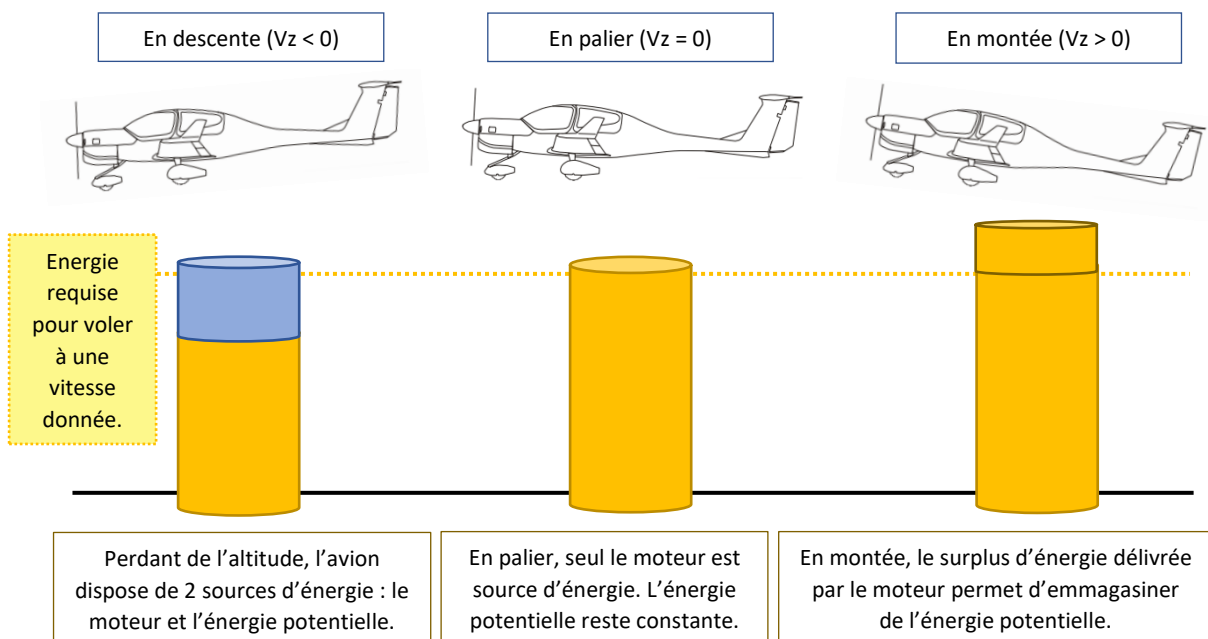 En descente (Vz < 0)
En palier (Vz = 0)
En montée (Vz > 0)
Energie
requise
pour voler
à une
vitesse
donnée.
Perdant de l’altitude, l’avion
dispose de 2 sources d’énergie : le
moteur et l’énergie potentielle.
En palier, seul le moteur est
source d’énergie. L’énergie
potentielle reste constante.
En montée, le surplus d’énergie délivrée
par le moteur permet d’emmagasiner
de l’énergie potentielle.